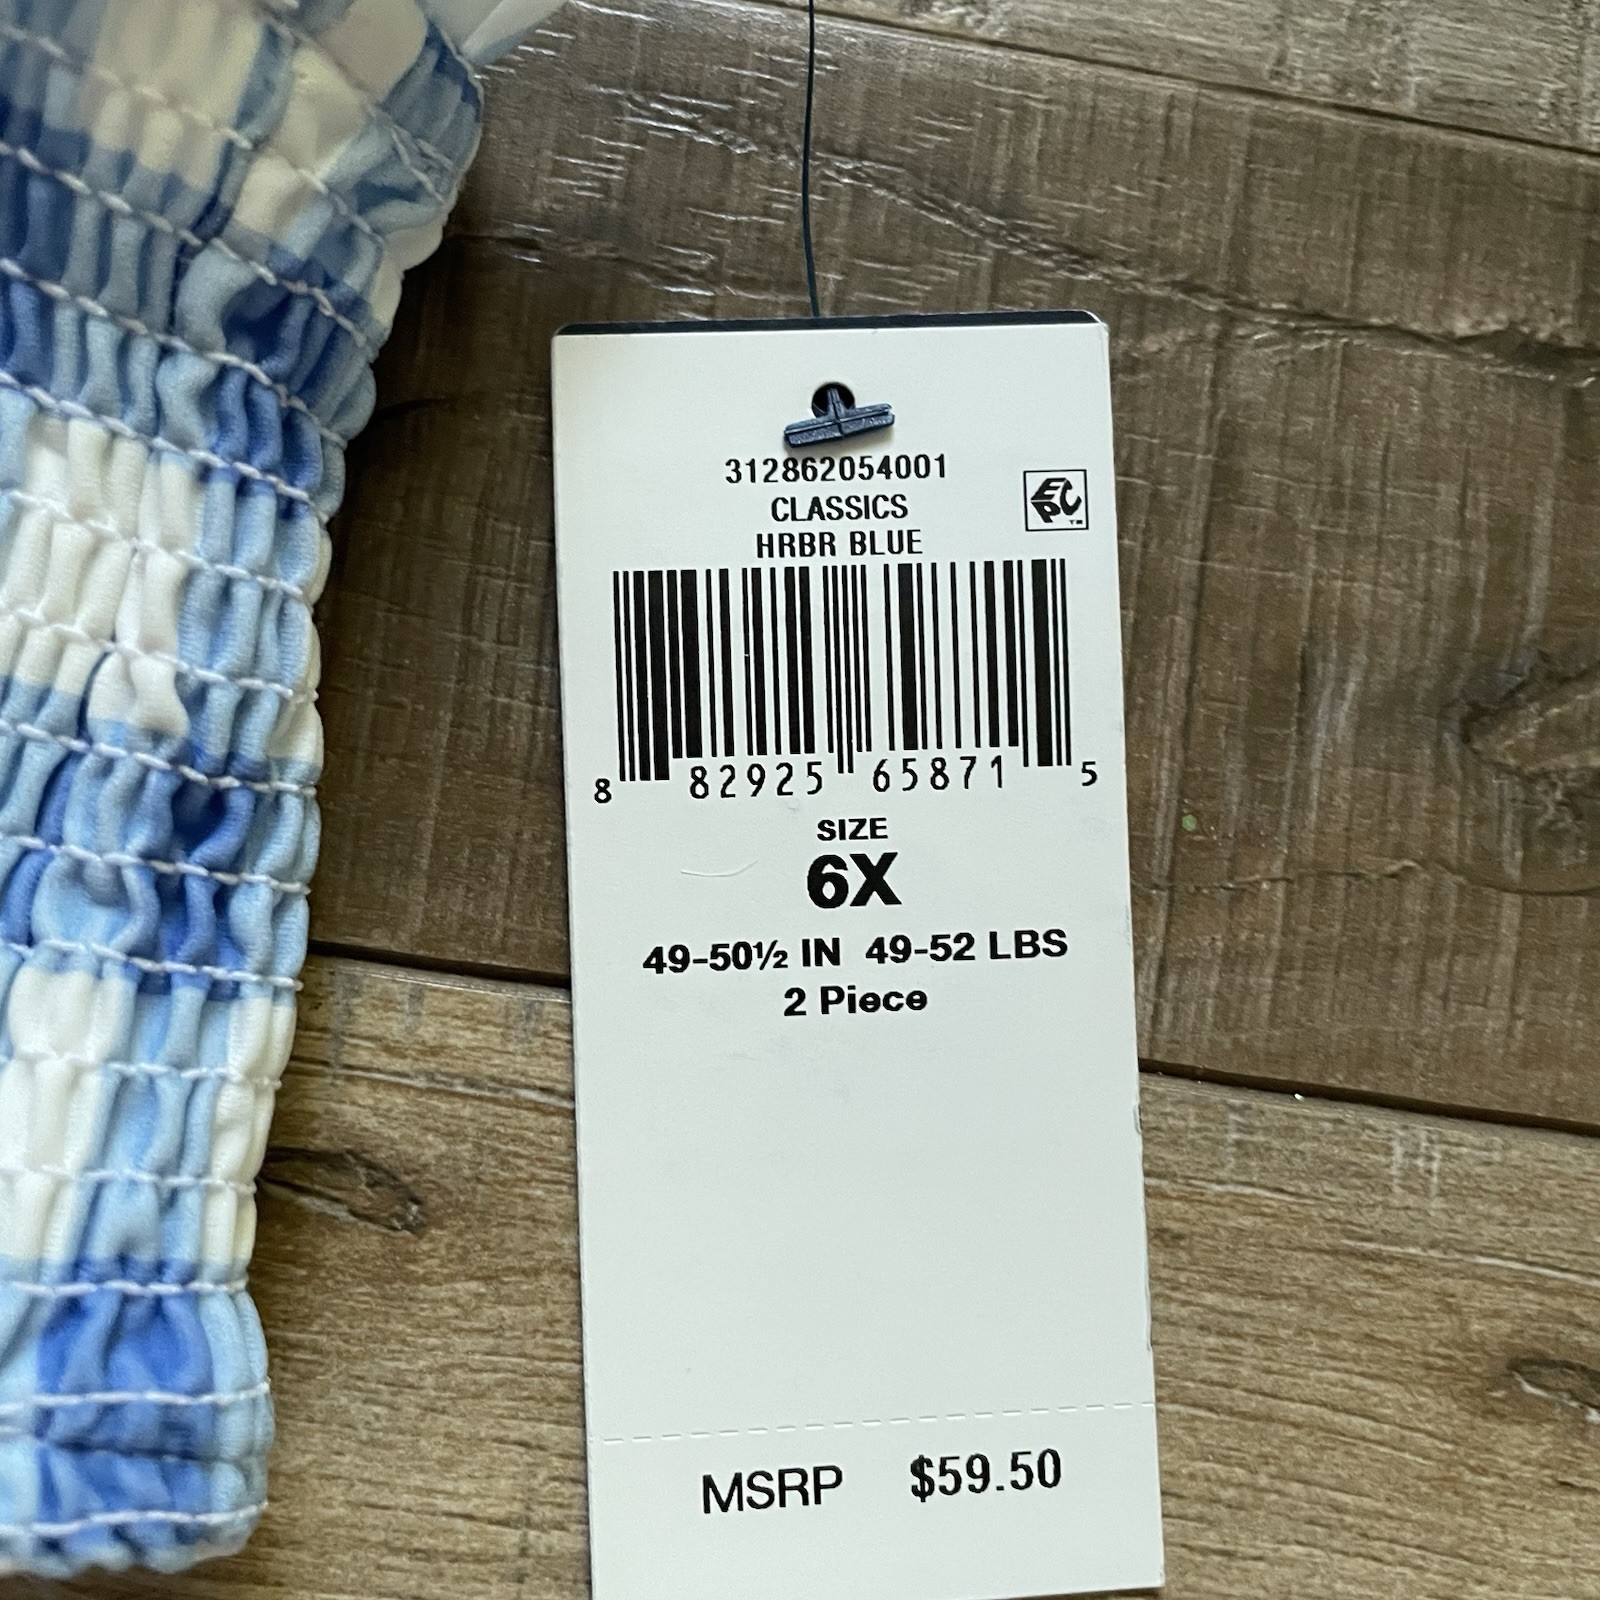 312862054001
CLASSICS
HRBR BLUE
EPC™
8 82925 65871 5
SIZE
6X
49-50½ IN 49-52 LBS
2 Piece
MSRP $59.50